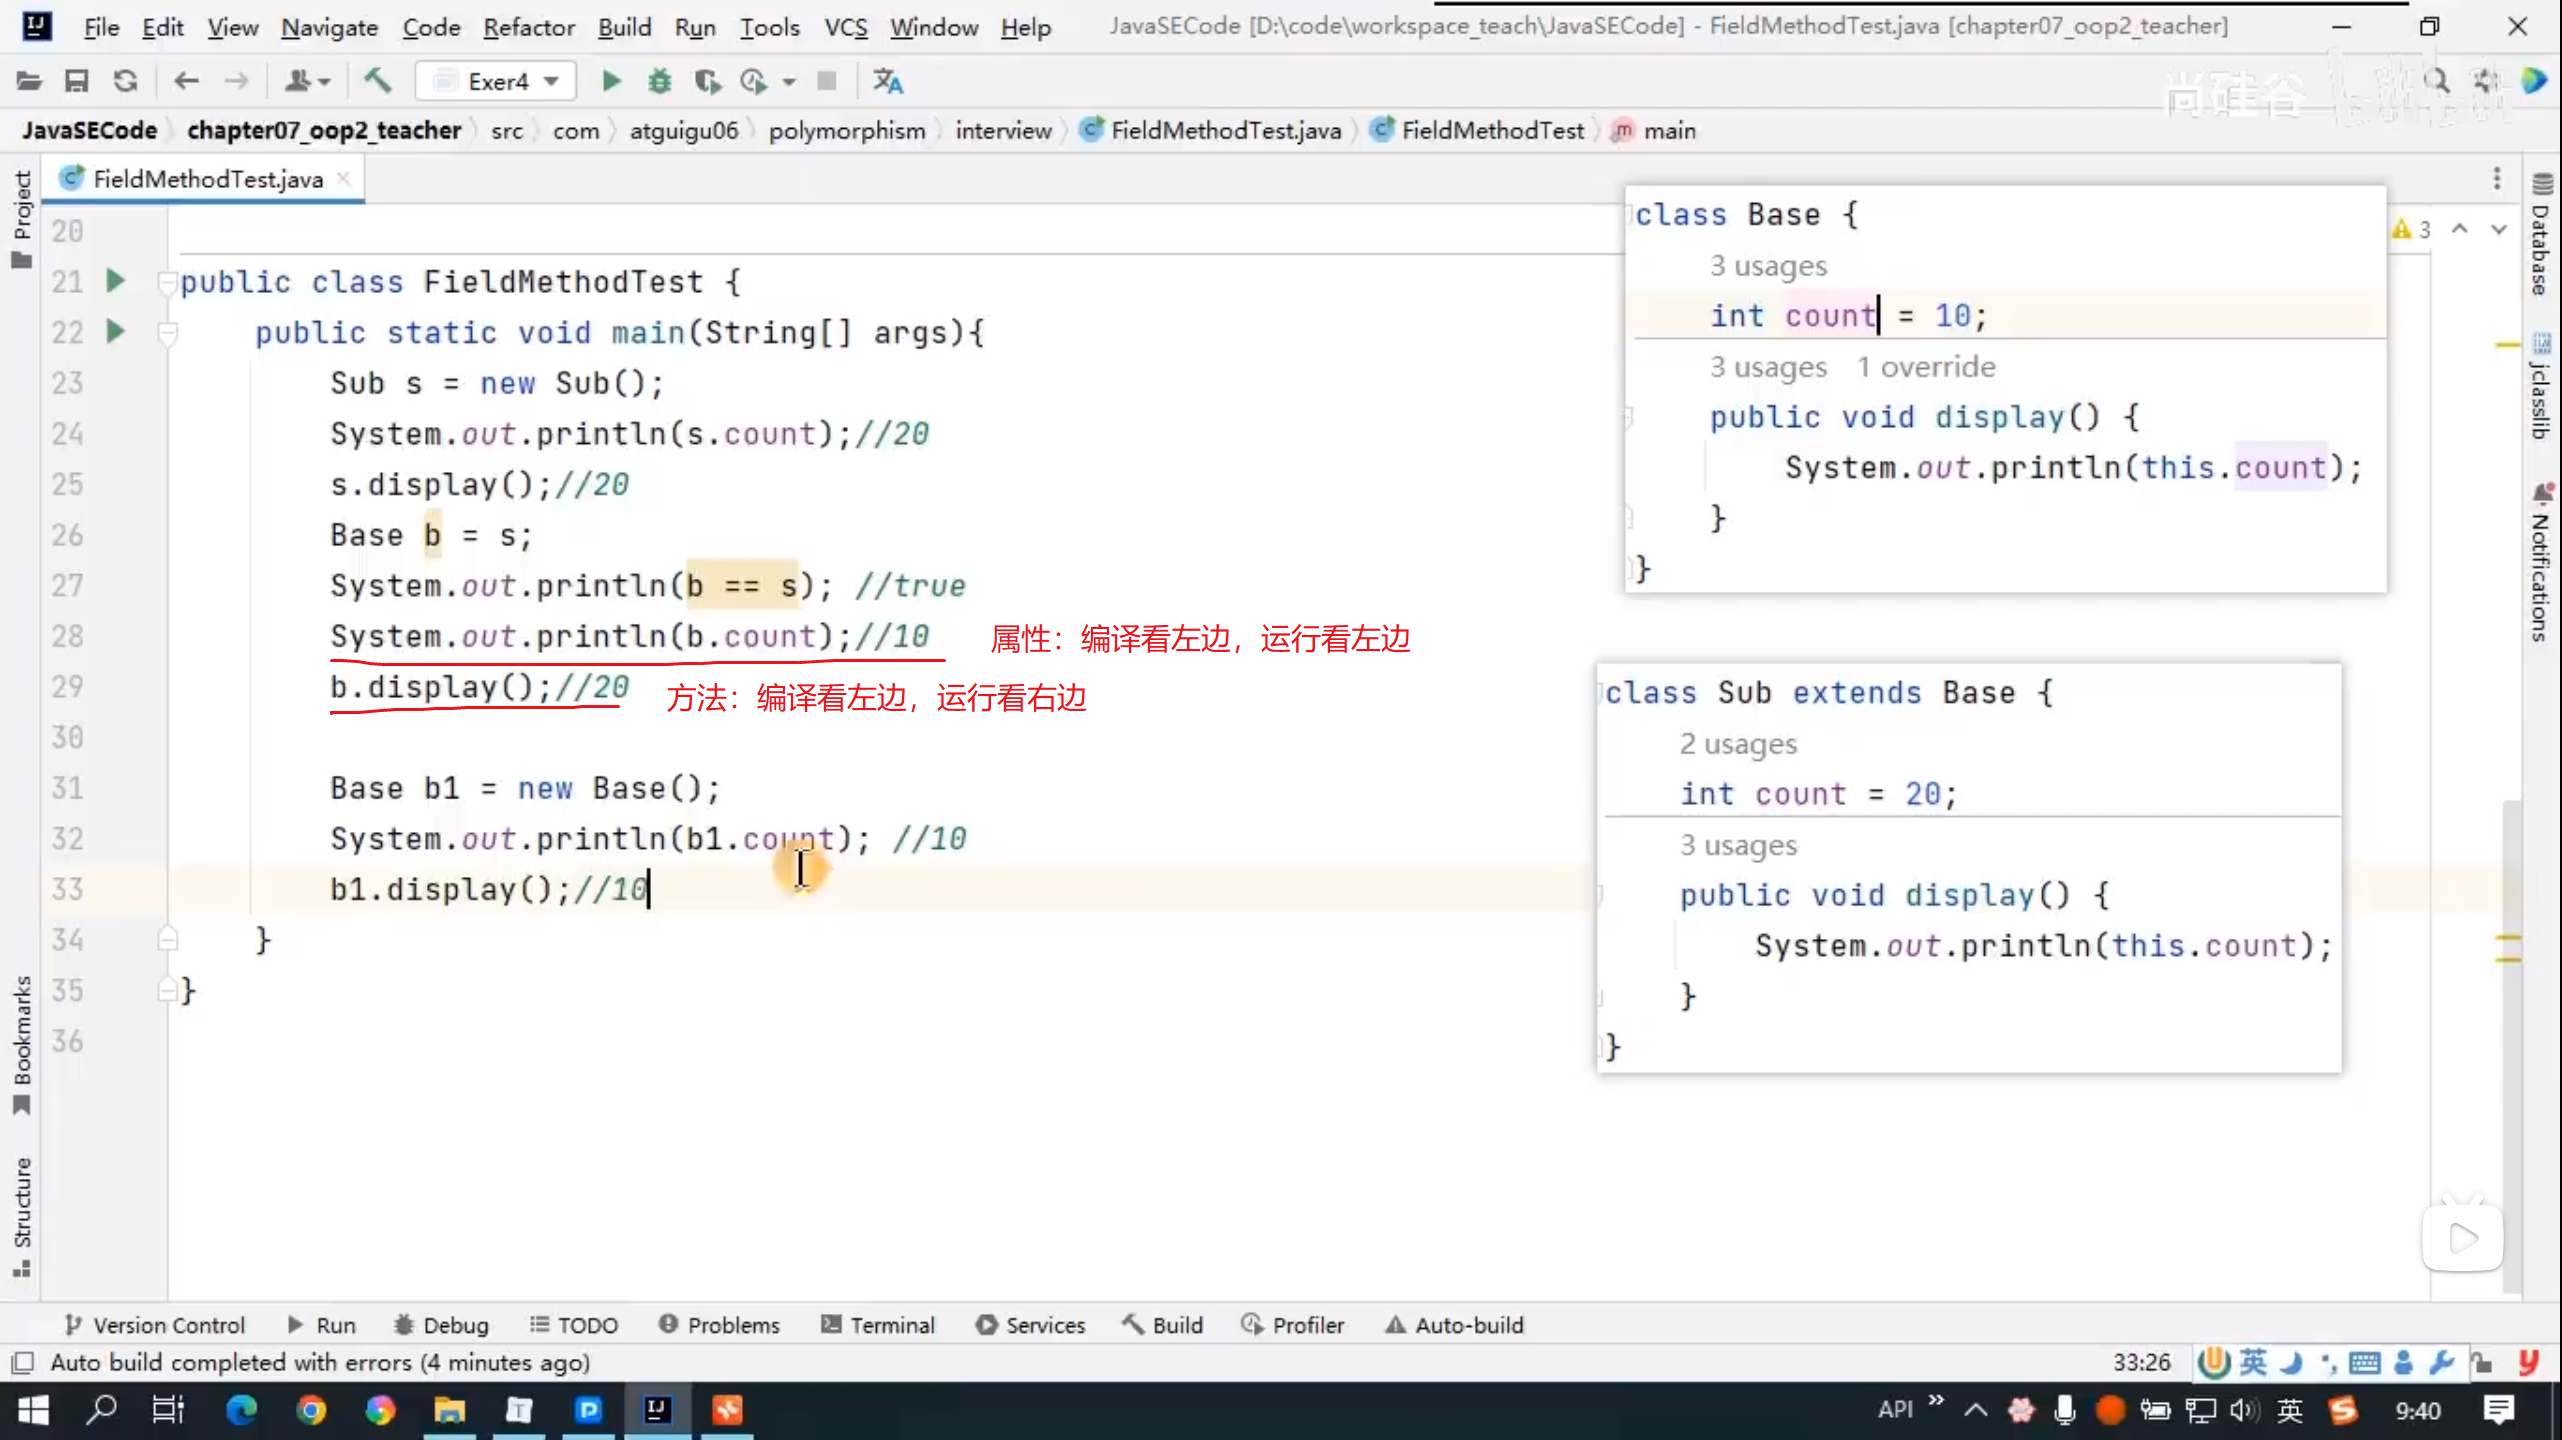 File Edit View Navigate Code Refactor Build Run Tools VCS Window Help JavaSECode [D:\code\workspace_teach\JavaSECode] - FieldMethodTest.java [chapter07_oop2_teacher]
Exer4
尚硅谷 bilibili
JavaSECode chapter07_oop2_teacher src com atguigu06 polymorphism interview FieldMethodTest.java FieldMethodTest main
FieldMethodTest.java
Project
Bookmarks
Structure
20
21 public class FieldMethodTest {
22 public static void main(String[] args){
23 Sub s = new Sub();
24 System.out.println(s.count);//20
25 s.display();//20
26 Base b = s;
27 System.out.println(b == s); //true
28 System.out.println(b.count);//10 属性：编译看左边，运行看左边
29 b.display();//20 方法：编译看左边，运行看右边
30
31 Base b1 = new Base();
32 System.out.println(b1.count); //10
33 b1.display();//10
34 }
35 }
36
class Base {
3 usages
int count = 10;
3 usages 1 override
public void display() {
System.out.println(this.count);
}
}
class Sub extends Base {
2 usages
int count = 20;
3 usages
public void display() {
System.out.println(this.count);
}
}
3
Database
jclasslib
Notifications
Version Control Run Debug TODO Problems Terminal Services Build Profiler Auto-build
Auto build completed with errors (4 minutes ago) 33:26 英
API 英 9:40